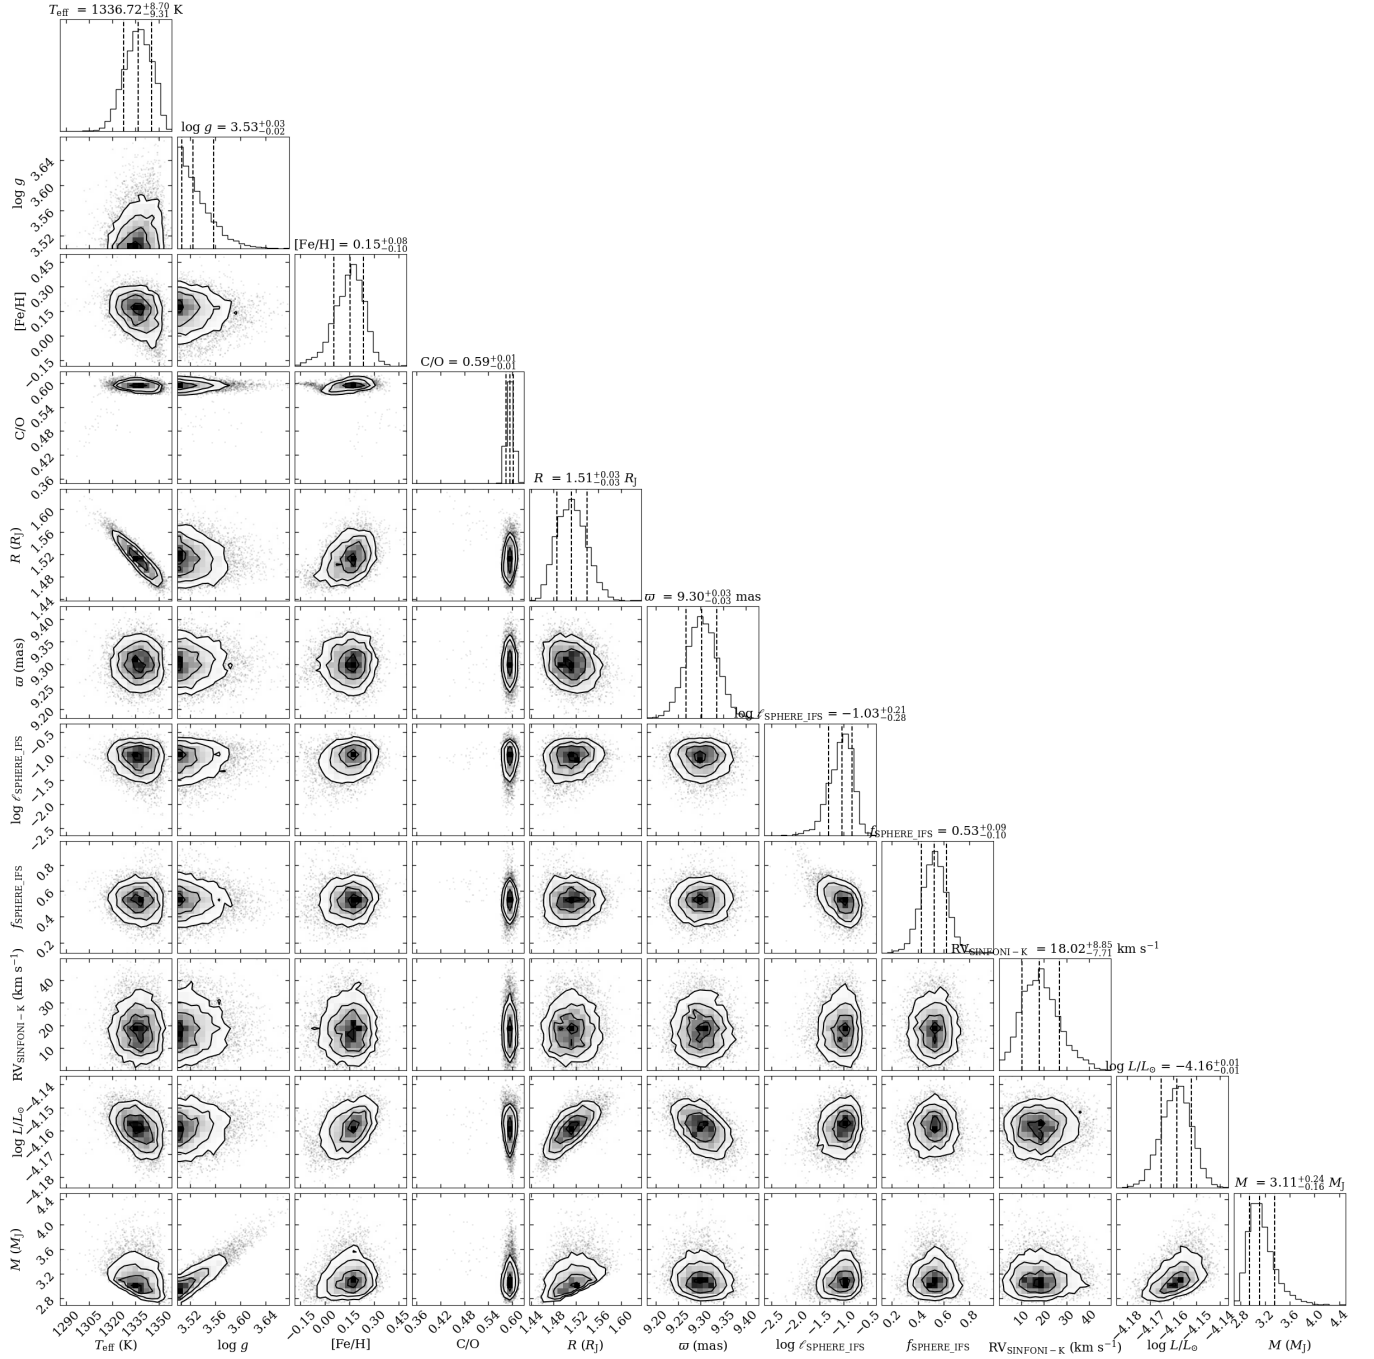 T_eff = 1336.72 +8.70 −9.31 K
log g = 3.53 +0.03 −0.02
log g
3.64
3.60
3.56
3.52
[Fe/H] = 0.15 +0.08 −0.10
[Fe/H]
0.45
0.30
0.15
0.00
−0.15
C/O = 0.59 +0.01 −0.01
C/O
0.60
0.54
0.48
0.42
0.36
R = 1.51 +0.03 −0.03 R_J
R (R_J)
1.60
1.56
1.52
1.48
1.44
ϖ = 9.30 +0.03 −0.03 mas
ϖ (mas)
9.40
9.35
9.30
9.25
9.20
log ℓ_SPHERE_IFS = −1.03 +0.21 −0.28
log ℓ_SPHERE_IFS
−0.5
−1.0
−1.5
−2.0
−2.5
f_SPHERE_IFS = 0.53 +0.09 −0.10
f_SPHERE_IFS
0.8
0.6
0.4
0.2
RV_SINFONI−K = 18.02 +8.85 −7.71 km s⁻¹
RV_SINFONI−K (km s⁻¹)
40
30
20
10
log L/L⊙ = −4.16 +0.01 −0.01
log L/L⊙
−4.14
−4.15
−4.16
−4.17
−4.18
M = 3.11 +0.24 −0.16 M_J
M (M_J)
4.4
4.0
3.6
3.2
2.8
1290 1305 1320 1335 1350
T_eff (K)
3.52 3.56 3.60 3.64
log g
−0.15 0.00 0.15 0.30 0.45
[Fe/H]
0.36 0.42 0.48 0.54 0.60
C/O
1.44 1.48 1.52 1.56 1.60
R (R_J)
9.20 9.25 9.30 9.35 9.40
ϖ (mas)
−2.5 −2.0 −1.5 −1.0 −0.5
log ℓ_SPHERE_IFS
0.2 0.4 0.6 0.8
f_SPHERE_IFS
10 20 30 40
RV_SINFONI−K (km s⁻¹)
−4.18 −4.17 −4.16 −4.15 −4.14
log L/L⊙
2.8 3.2 3.6 4.0 4.4
M (M_J)